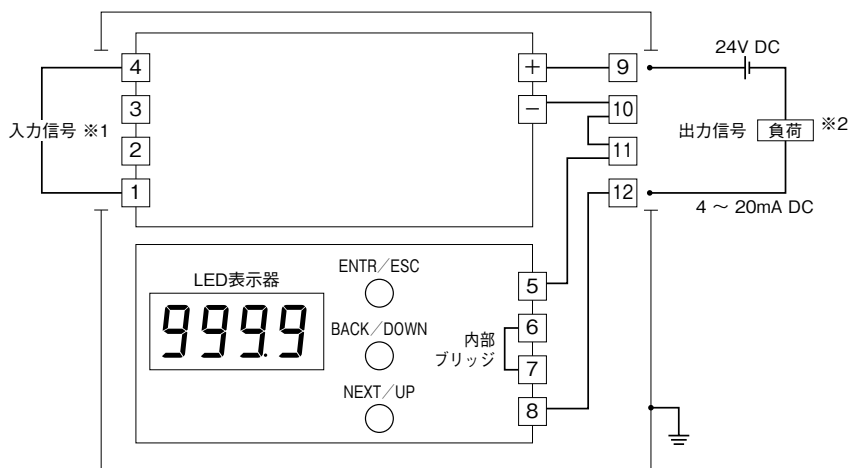 24V DC
4
+
9
3
−
10
入力信号 ※1
出力信号
負荷
※2
2
11
1
12
4 ~ 20mA DC
ENTR/ESC
LED表示器
5
999.9
BACK/DOWN
6
内部
ブリッジ
7
NEXT/UP
8